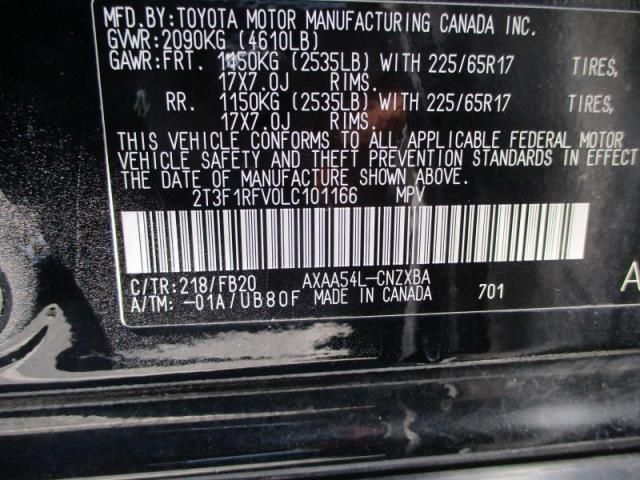 MFD.BY:TOYOTA MOTOR MANUFACTURING CANADA INC.
GVWR:2090KG (4610LB)
GAWR:FRT. 1150KG (2535LB) WITH 225/65R17 TIRES,
17X7.0J RIMS.
RR. 1150KG (2535LB) WITH 225/65R17 TIRES,
17X7.0J RIMS.
THIS VEHICLE CONFORMS TO ALL APPLICABLE FEDERAL MOTOR
VEHICLE SAFETY AND THEFT PREVENTION STANDARDS IN EFFECT
THE DATE OF MANUFACTURE SHOWN ABOVE.
2T3F1RFV0LC101166 MPV
C/TR:218/FB20 AXAA54L-CNZXBA
A/TM: -01A/UB80F MADE IN CANADA 701
A